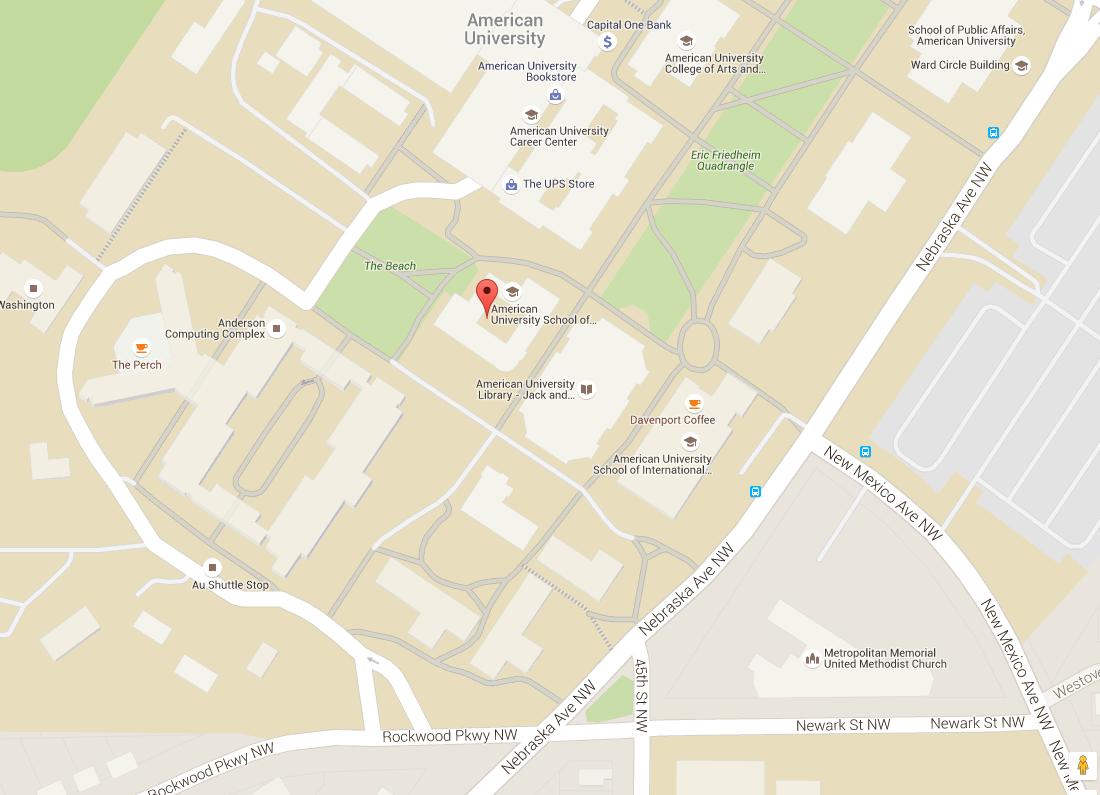 American
University
Capital One Bank
$
American University
College of Arts and...
School of Public Affairs,
American University
Ward Circle Building
American University
Bookstore
American University
Career Center
The UPS Store
Eric Friedheim
Quadrangle
Nebraska Ave NW
The Beach
Washington
American
University School of...
Anderson
Computing Complex
The Perch
American University
Library - Jack and...
Davenport Coffee
American University
School of International...
New Mexico Ave NW
Au Shuttle Stop
Nebraska Ave NW
New Mexico Ave NW
Metropolitan Memorial
United Methodist Church
45th St NW
Nebraska Ave NW
Newark St NW
Newark St NW
Rockwood Pkwy NW
Rockwood Pkwy NW
New